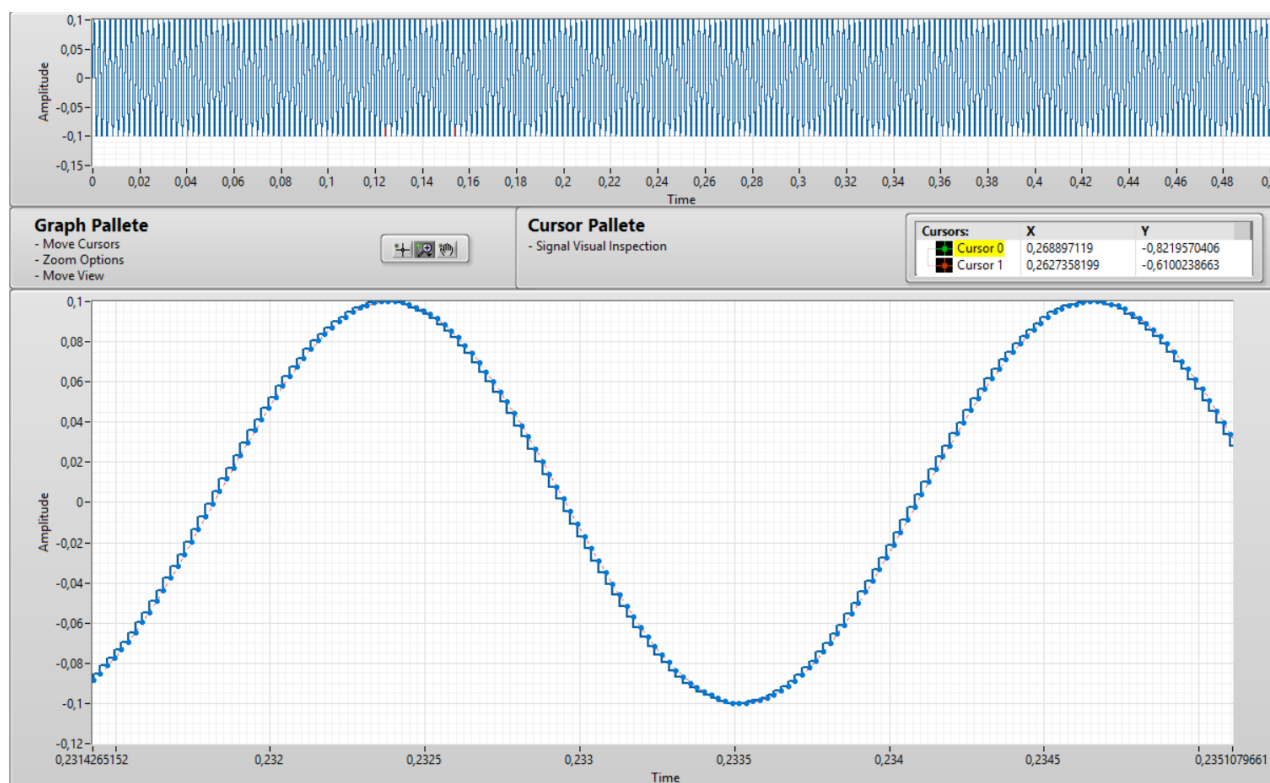 0,1
0,05
0
-0,05
-0,1
-0,15
Amplitude
0 0,02 0,04 0,06 0,08 0,1 0,12 0,14 0,16 0,18 0,2 0,22 0,24 0,26 0,28 0,3 0,32 0,34 0,36 0,38 0,4 0,42 0,44 0,46 0,48
Time
Graph Pallete
- Move Cursors
- Zoom Options
- Move View
Cursor Pallete
- Signal Visual Inspection
Cursors: X Y
Cursor 0 0,268897119 -0,8219570406
Cursor 1 0,2627358199 -0,6100238663
0,1
0,08
0,06
0,04
0,02
0
-0,02
-0,04
-0,06
-0,08
-0,1
-0,12
Amplitude
0,2314265152 0,232 0,2325 0,233 0,2335 0,234 0,2345 0,2351079661
Time